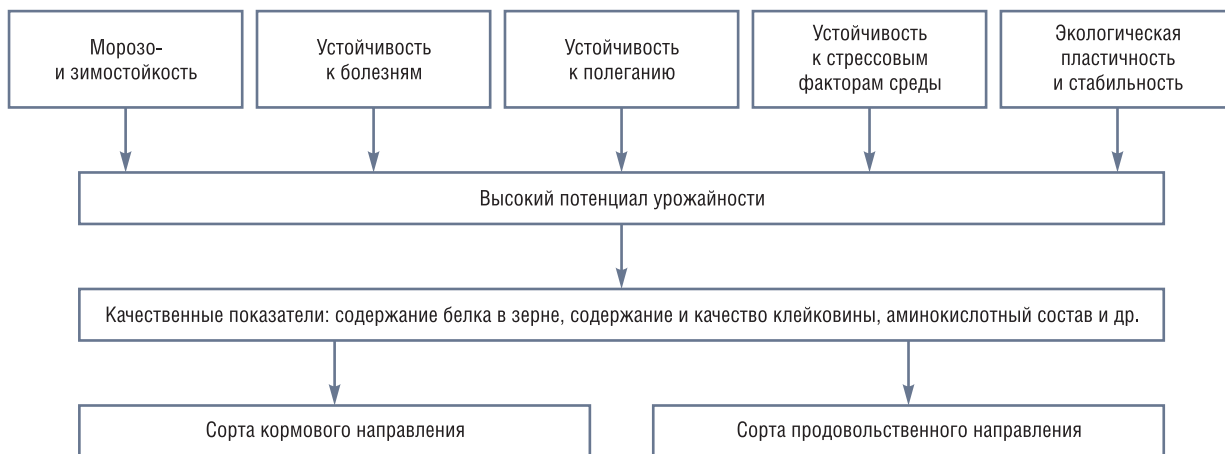 Морозо-
и зимостойкость
Устойчивость
к болезням
Устойчивость
к полеганию
Устойчивость
к стрессовым
факторам среды
Экологическая
пластичность
и стабильность
Высокий потенциал урожайности
Качественные показатели: содержание белка в зерне, содержание и качество клейковины, аминокислотный состав и др.
Сорта кормового направления
Сорта продовольственного направления